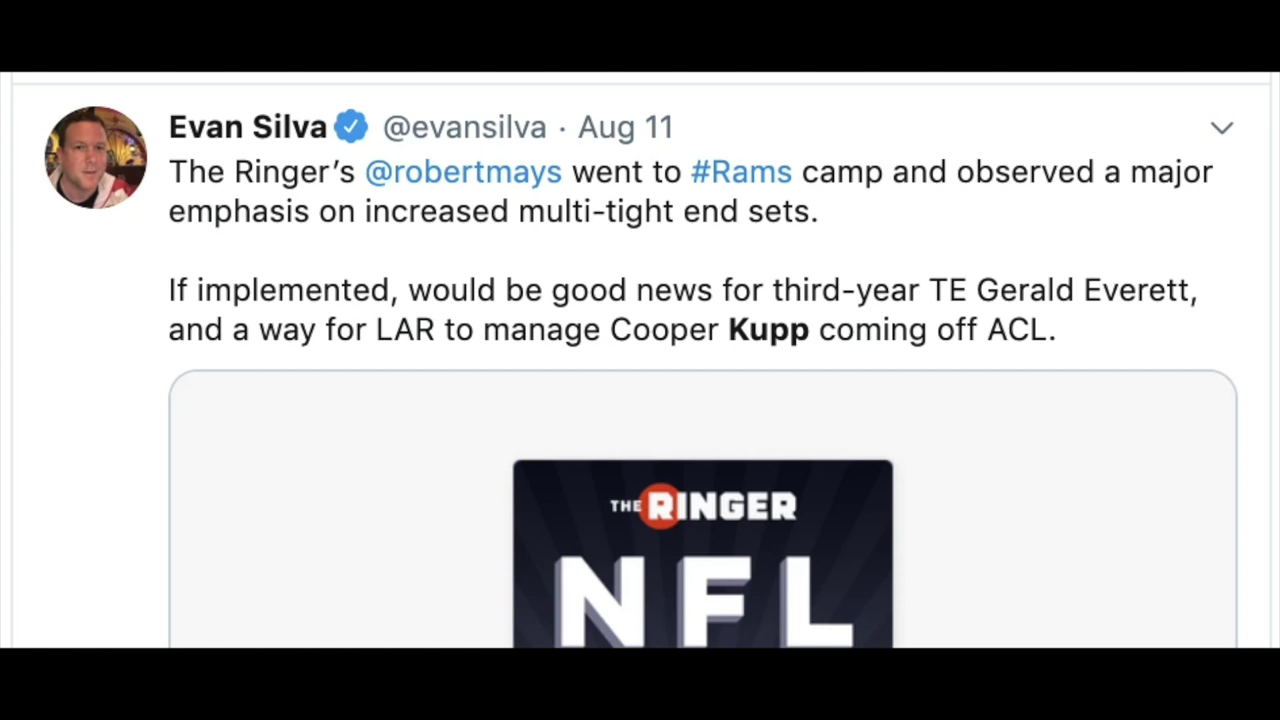 Evan Silva @evansilva · Aug 11
The Ringer’s @robertmays went to #Rams camp and observed a major
emphasis on increased multi-tight end sets.
If implemented, would be good news for third-year TE Gerald Everett,
and a way for LAR to manage Cooper Kupp coming off ACL.
THE RINGER
NFL